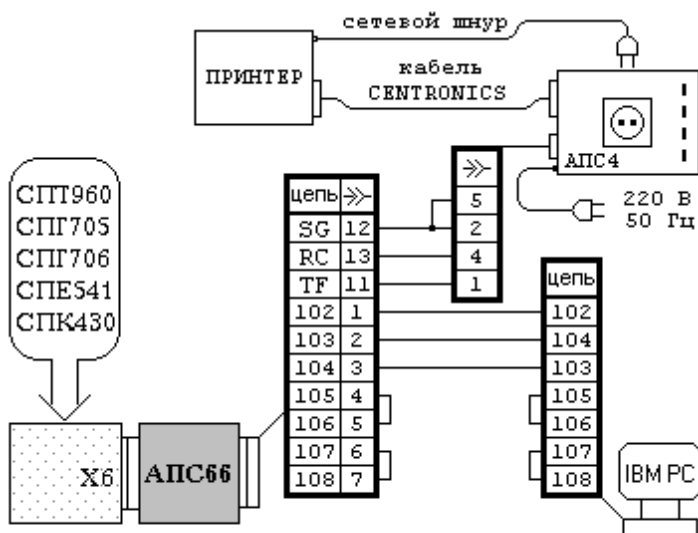 сетевой шнур
ПРИНТЕР
кабель
CENTRONICS
АПС4
220 В
50 Гц
СПТ960
СПГ705
СПГ706
СПЕ541
СПК430
цепь
SG 12
RC 13
TF 11
102 1
103 2
104 3
105 4
106 5
107 6
108 7
5
2
4
1
цепь
102
104
103
105
106
107
108
X6
АПС66
IBM PC